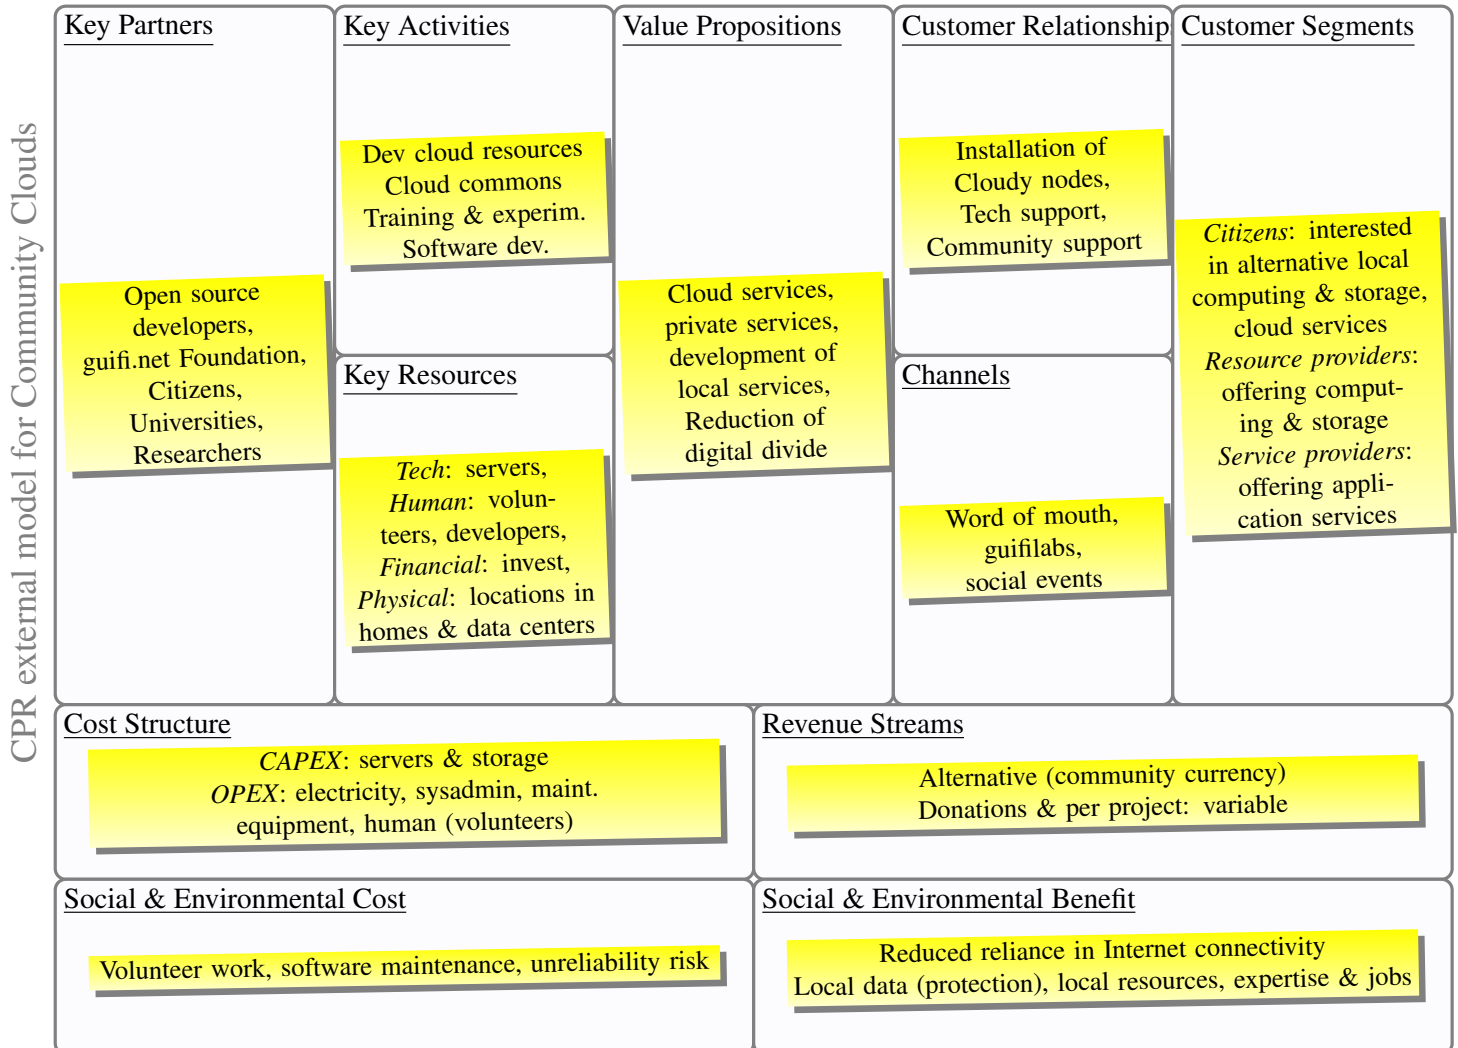 CPR external model for Community Clouds
Key Partners
Open source
developers,
guifi.net Foundation,
Citizens,
Universities,
Researchers
Key Activities
Dev cloud resources
Cloud commons
Training & experim.
Software dev.
Key Resources
Tech: servers,
Human: volun-
teers, developers,
Financial: invest,
Physical: locations in
homes & data centers
Value Propositions
Cloud services,
private services,
development of
local services,
Reduction of
digital divide
Customer Relationship
Installation of
Cloudy nodes,
Tech support,
Community support
Channels
Word of mouth,
guifilabs,
social events
Customer Segments
Citizens: interested
in alternative local
computing & storage,
cloud services
Resource providers:
offering comput-
ing & storage
Service providers:
offering appli-
cation services
Cost Structure
CAPEX: servers & storage
OPEX: electricity, sysadmin, maint.
equipment, human (volunteers)
Revenue Streams
Alternative (community currency)
Donations & per project: variable
Social & Environmental Cost
Volunteer work, software maintenance, unreliability risk
Social & Environmental Benefit
Reduced reliance in Internet connectivity
Local data (protection), local resources, expertise & jobs